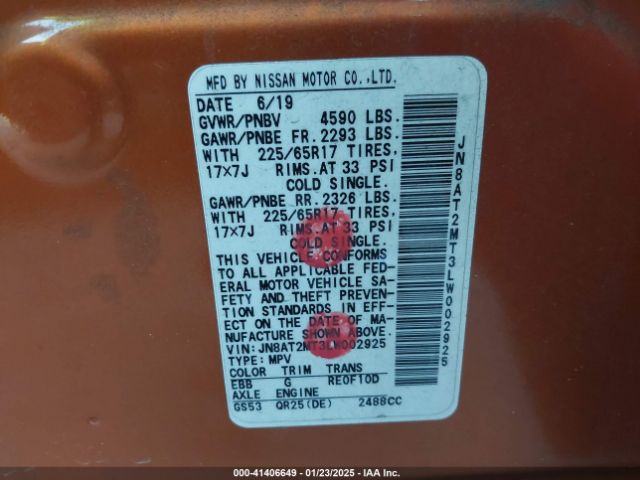 MFD BY NISSAN MOTOR CO.,LTD.
DATE 6/19
GVWR/PNBV 4590 LBS.
GAWR/PNBE FR. 2293 LBS.
WITH 225/65R17 TIRES,
17×7J RIMS.AT 33 PSI
COLD SINGLE.
GAWR/PNBE RR. 2326 LBS.
WITH 225/65R17 TIRES,
17×7J RIMS.AT 33 PSI
COLD SINGLE.
THIS VEHICLE CONFORMS
TO ALL APPLICABLE FED-
ERAL MOTOR VEHICLE SA-
FETY AND THEFT PREVEN-
TION STANDARDS IN EFF-
ECT ON THE DATE OF MA-
NUFACTURE SHOWN ABOVE.
VIN: JN8AT2MT3LW002925
TYPE: MPV
COLOR TRIM TRANS
EBB G RE0F10D
AXLE ENGINE
GS53 QR25(DE) 2488CC
JN8AT2MT3LW002925
000-41406649 - 01/23/2025 - IAA Inc.